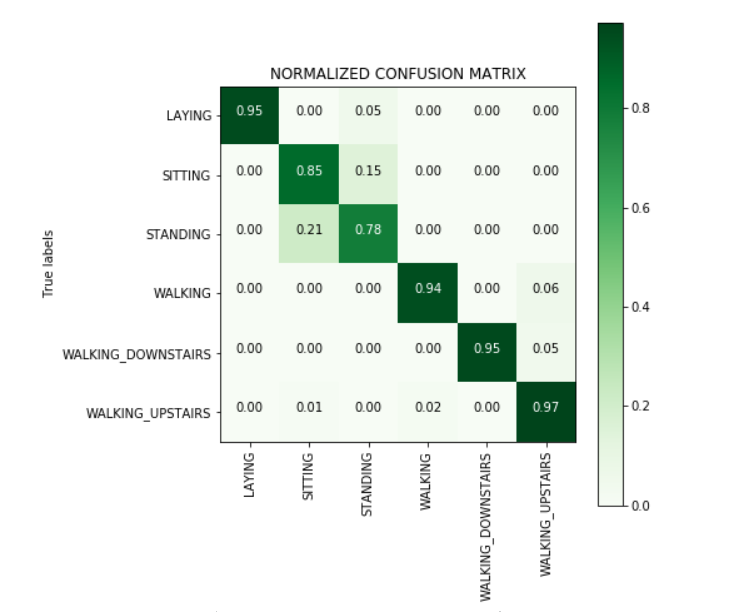 NORMALIZED CONFUSION MATRIX
True labels
LAYING 0.95 0.00 0.05 0.00 0.00 0.00
SITTING 0.00 0.85 0.15 0.00 0.00 0.00
STANDING 0.00 0.21 0.78 0.00 0.00 0.00
WALKING 0.00 0.00 0.00 0.94 0.00 0.06
WALKING_DOWNSTAIRS 0.00 0.00 0.00 0.00 0.95 0.05
WALKING_UPSTAIRS 0.00 0.01 0.00 0.02 0.00 0.97
LAYING
SITTING
STANDING
WALKING
WALKING_DOWNSTAIRS
WALKING_UPSTAIRS
0.8
0.6
0.4
0.2
0.0